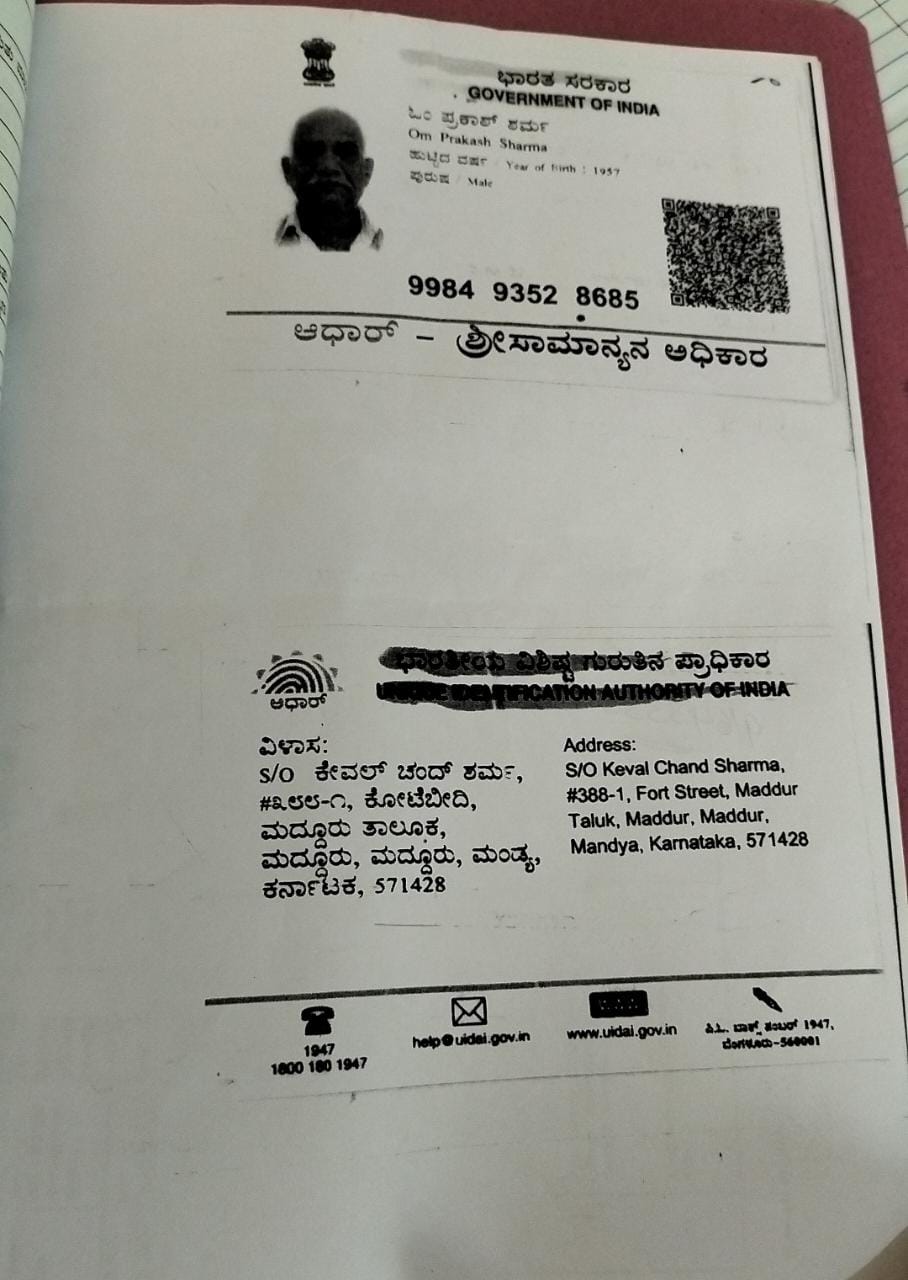 ಭಾರತ ಸರಕಾರ
GOVERNMENT OF INDIA
ಓಂ ಪ್ರಕಾಶ್ ಶರ್ಮ
Om Prakash Sharma
ಹುಟ್ಟಿದ ವರ್ಷ / Year of Birth : 1957
ಪುರುಷ / Male
9984 9352 8685
ಆಧಾರ್ – ಶ್ರೀಸಾಮಾನ್ಯನ ಅಧಿಕಾರ
ಭಾರತೀಯ ವಿಶಿಷ್ಟ ಗುರುತಿನ ಪ್ರಾಧಿಕಾರ
UNIQUE IDENTIFICATION AUTHORITY OF INDIA
ಆಧಾರ್
ವಿಳಾಸ:
S/O ಕೇವಲ್ ಚಂದ್ ಶರ್ಮ,
#೩೮೮-೧, ಕೋಟೆಬೀದಿ,
ಮದ್ದೂರು ತಾಲೂಕ,
ಮದ್ದೂರು, ಮದ್ದೂರು, ಮಂಡ್ಯ,
ಕರ್ನಾಟಕ, 571428
Address:
S/O Keval Chand Sharma,
#388-1, Fort Street, Maddur
Taluk, Maddur, Maddur,
Mandya, Karnataka, 571428
1947
1800 180 1947
help@uidai.gov.in
www.uidai.gov.in
ಪಿ.ಓ. ಬಾಕ್ಸ್ ನಂಬರ್ 1947,
ಬೆಂಗಳೂರು-560001